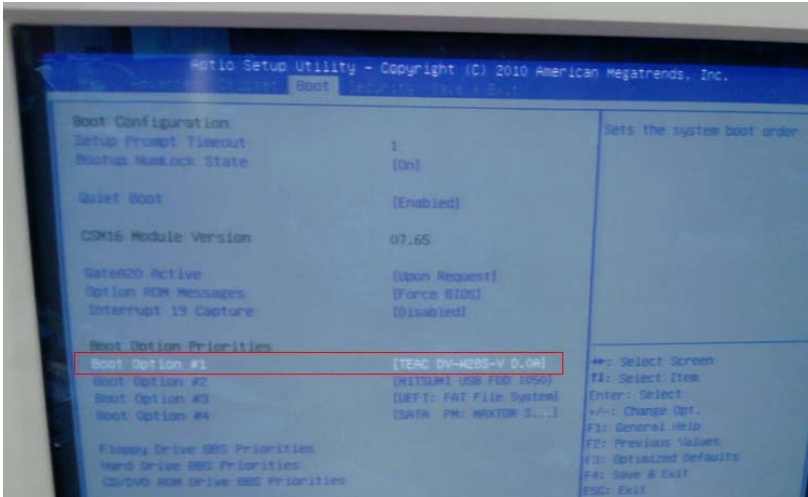 Aptio Setup Utility - Copyright (C) 2010 American Megatrends, Inc.
Boot
Boot Configuration
Setup Prompt Timeout 1
Bootup NumLock State [On]
Quiet Boot [Enabled]
CSM16 Module Version 07.65
GateA20 Active [Upon Request]
Option ROM Messages [Force BIOS]
Interrupt 19 Capture [Disabled]
Boot Option Priorities
Boot Option #1 [TEAC DV-W28S-V D.0A]
Boot Option #2 [MITSUMI USB FDD 1050]
Boot Option #3 [UEFI: FAT File System]
Boot Option #4 [SATA PM: MAXTOR S...]
Floppy Drive BBS Priorities
Hard Drive BBS Priorities
CD/DVD ROM Drive BBS Priorities
Sets the system boot order
→←: Select Screen
↑↓: Select Item
Enter: Select
+/-: Change Opt.
F1: General Help
F2: Previous Values
F3: Optimized Defaults
F4: Save & Exit
ESC: Exit